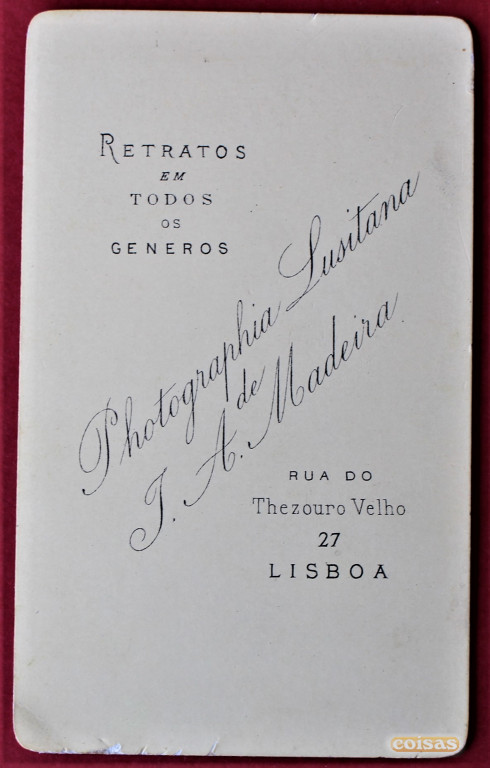 RETRATOS
EM
TODOS
OS
GENEROS
Photographia Lusitana
de
J. A. Madeira
RUA DO
Thezouro Velho
27
LISBOA
coisas